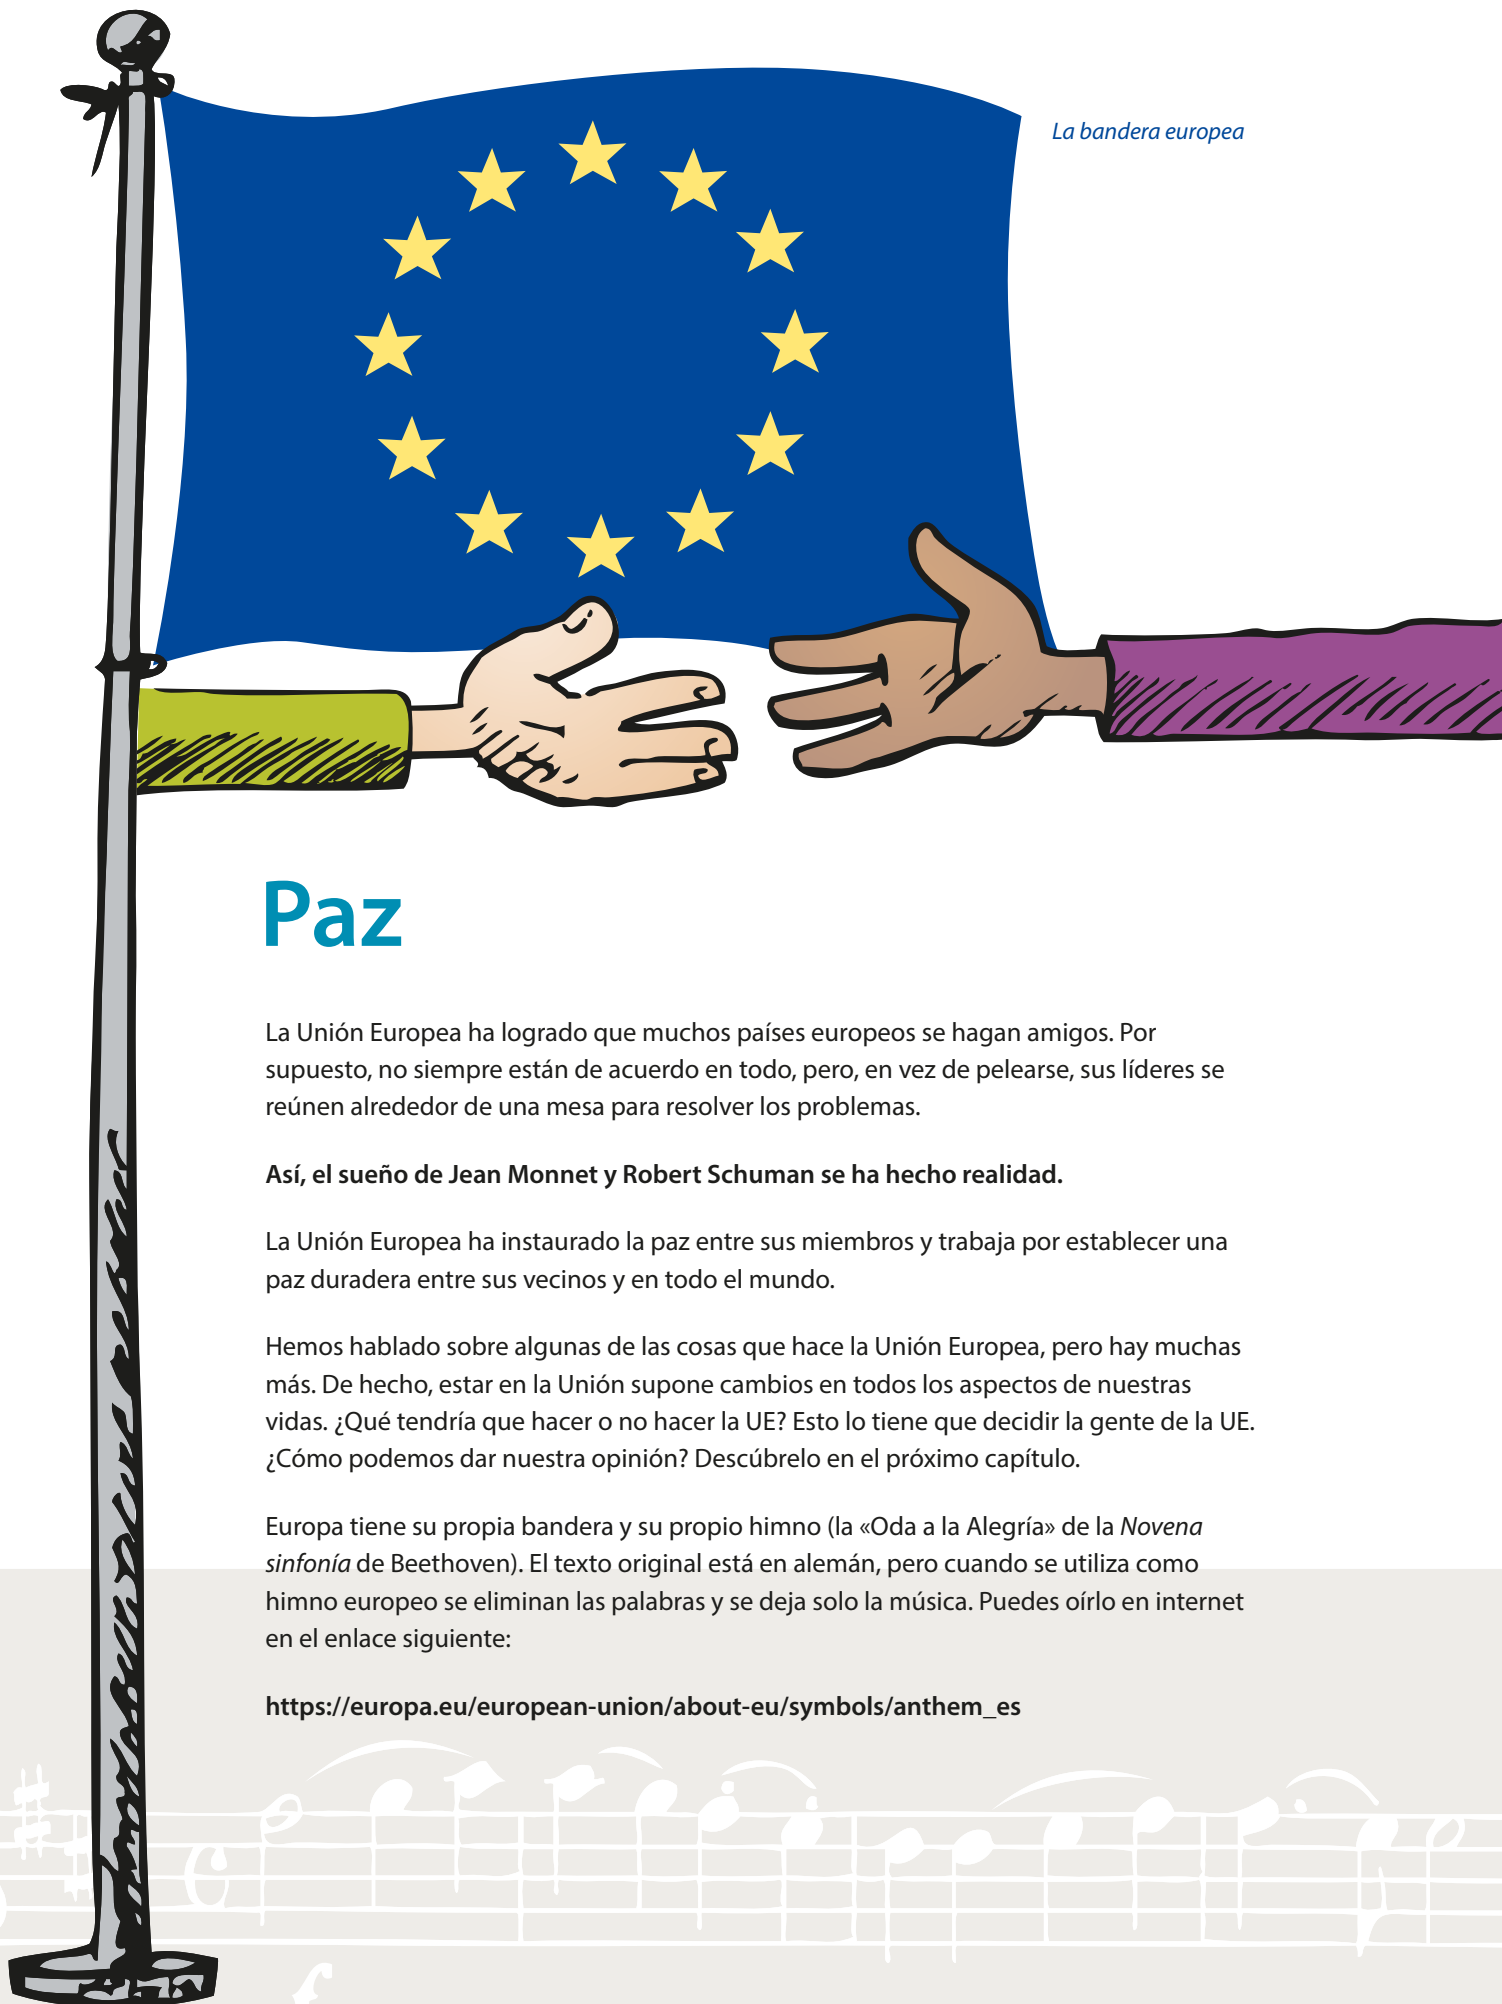 La bandera europea
Paz
La Unión Europea ha logrado que muchos países europeos se hagan amigos. Por
supuesto, no siempre están de acuerdo en todo, pero, en vez de pelearse, sus líderes se
reúnen alrededor de una mesa para resolver los problemas.
Así, el sueño de Jean Monnet y Robert Schuman se ha hecho realidad.
La Unión Europea ha instaurado la paz entre sus miembros y trabaja por establecer una
paz duradera entre sus vecinos y en todo el mundo.
Hemos hablado sobre algunas de las cosas que hace la Unión Europea, pero hay muchas
más. De hecho, estar en la Unión supone cambios en todos los aspectos de nuestras
vidas. ¿Qué tendría que hacer o no hacer la UE? Esto lo tiene que decidir la gente de la UE.
¿Cómo podemos dar nuestra opinión? Descúbrelo en el próximo capítulo.
Europa tiene su propia bandera y su propio himno (la «Oda a la Alegría» de la Novena
sinfonía de Beethoven). El texto original está en alemán, pero cuando se utiliza como
himno europeo se eliminan las palabras y se deja solo la música. Puedes oírlo en internet
en el enlace siguiente:
https://europa.eu/european-union/about-eu/symbols/anthem_es